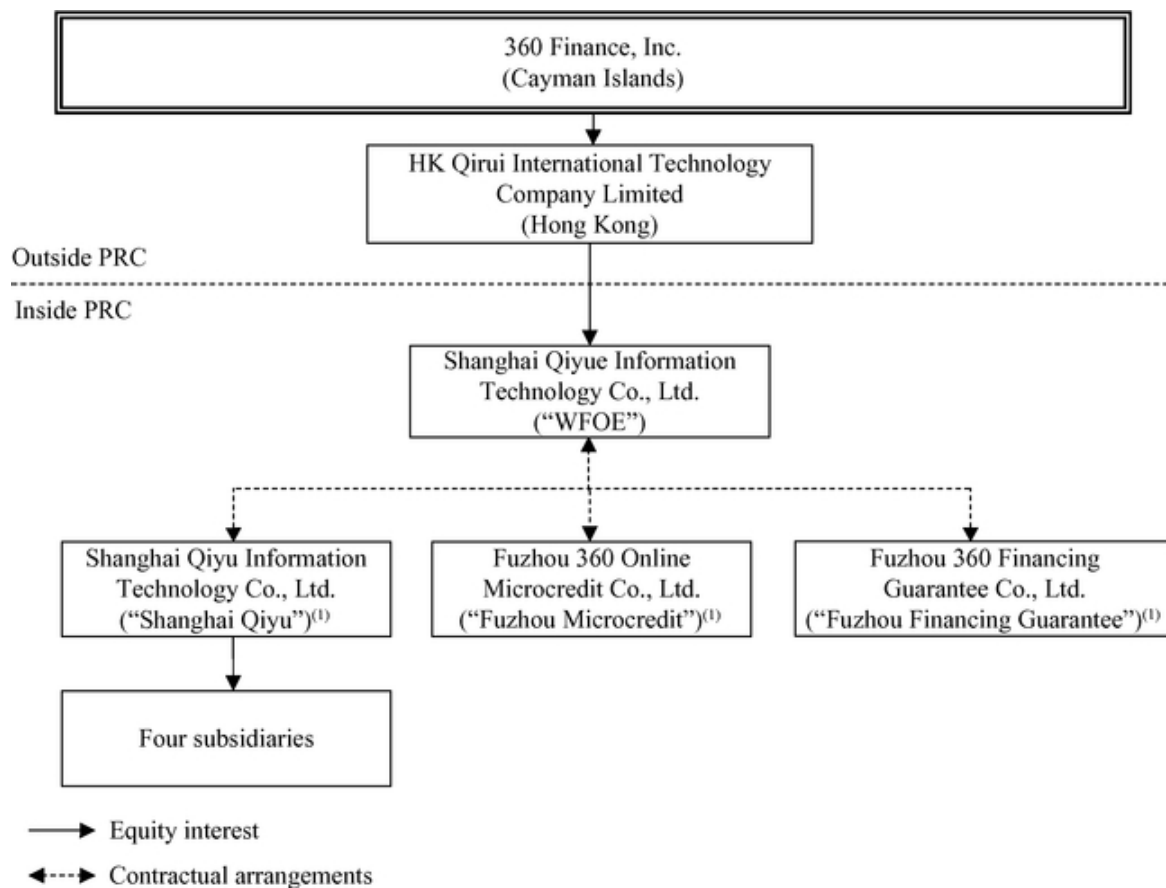 360 Finance, Inc.
(Cayman Islands)
HK Qirui International Technology
Company Limited
(Hong Kong)
Outside PRC
Inside PRC
Shanghai Qiyue Information
Technology Co., Ltd.
(“WFOE”)
Shanghai Qiyu Information
Technology Co., Ltd.
(“Shanghai Qiyu”)(1)
Fuzhou 360 Online
Microcredit Co., Ltd.
(“Fuzhou Microcredit”)(1)
Fuzhou 360 Financing
Guarantee Co., Ltd.
(“Fuzhou Financing Guarantee”)(1)
Four subsidiaries
Equity interest
Contractual arrangements